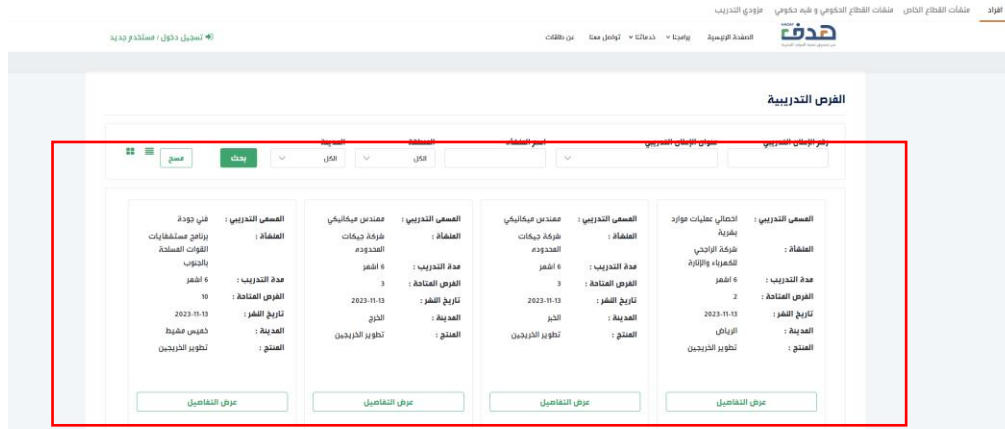 افراد منشآت القطاع الخاص منشآت القطاع الحكومي و شبه حكومي مزودي التدريب
هدف
الصفحة الرئيسية برامجنا خدماتنا تواصل معنا عن طاقات
تسجيل دخول / مستخدم جديد
الفرص التدريبية
رقم الإعلان التدريبي عنوان الإعلان التدريبي اسم المنشأة المنطقة المدينة
الكل الكل بحث مسح
المسمى التدريبي : اخصائي عمليات موارد بشرية
المنشأة : شركة الراجحي للكهرباء والإنارة
مدة التدريب : 6 اشهر
الفرص المتاحة : 2
تاريخ النشر : 2023-11-13
المدينة : الرياض
المنتج : تطوير الخريجين
عرض التفاصيل
المسمى التدريبي : مهندس ميكانيكي
المنشأة : شركة جيكات المحدوده
مدة التدريب : 6 اشهر
الفرص المتاحة : 3
تاريخ النشر : 2023-11-13
المدينة : الخبر
المنتج : تطوير الخريجين
عرض التفاصيل
المسمى التدريبي : مهندس ميكانيكي
المنشأة : شركة جيكات المحدوده
مدة التدريب : 6 اشهر
الفرص المتاحة : 3
تاريخ النشر : 2023-11-13
المدينة : الخرج
المنتج : تطوير الخريجين
عرض التفاصيل
المسمى التدريبي : فني جودة
المنشأة : برنامج مستشفايات القوات المسلحة بالجنوب
مدة التدريب : 6 اشهر
الفرص المتاحة : 10
تاريخ النشر : 2023-11-13
المدينة : خميس مشيط
المنتج : تطوير الخريجين
عرض التفاصيل